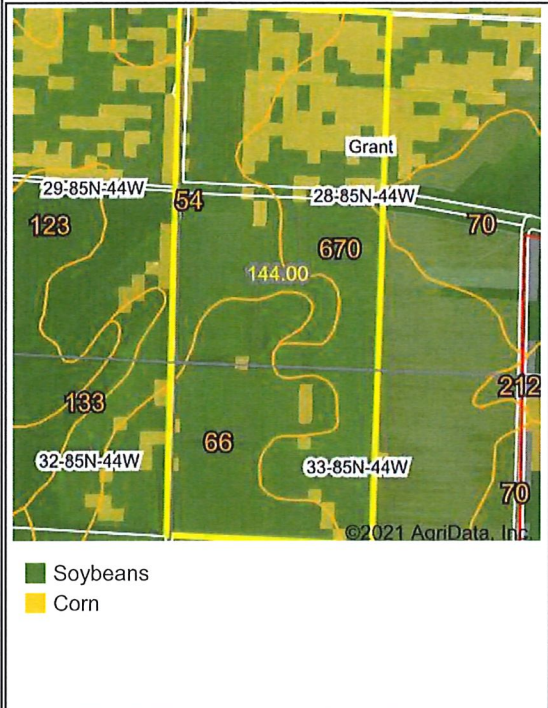 Grant
29-85N-44W
28-85N-44W
54
123
70
670
144.00
212
133
66
32-85N-44W
33-85N-44W
70
©2021 AgriData, Inc.
Soybeans
Corn